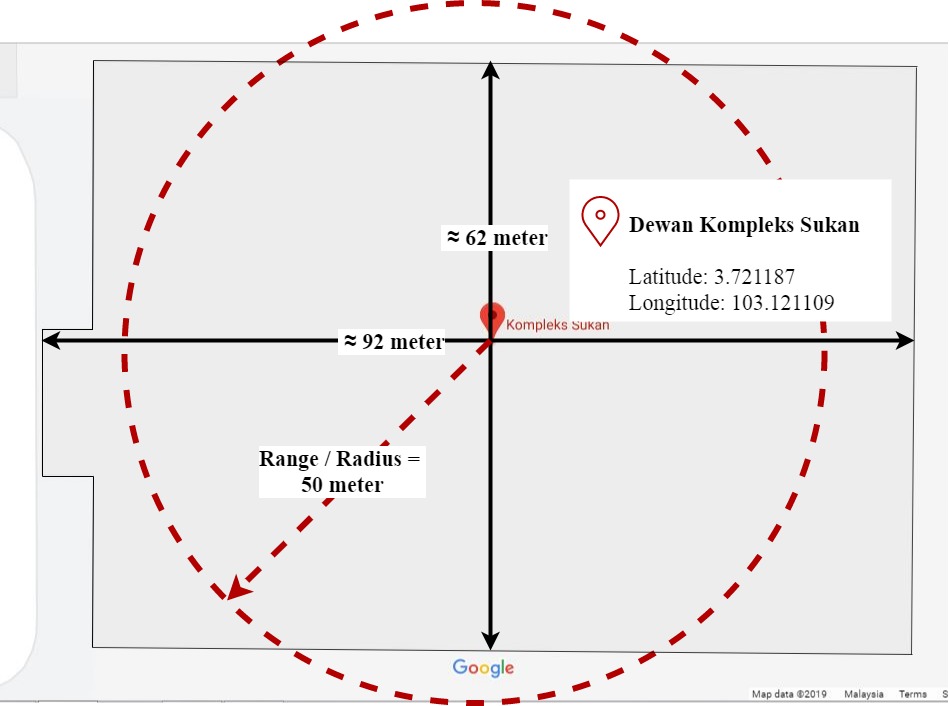 ≈ 62 meter
Dewan Kompleks Sukan
Latitude: 3.721187
Longitude: 103.121109
Kompleks Sukan
≈ 92 meter
Range / Radius =
50 meter
Google
Map data ©2019 Malaysia Terms S